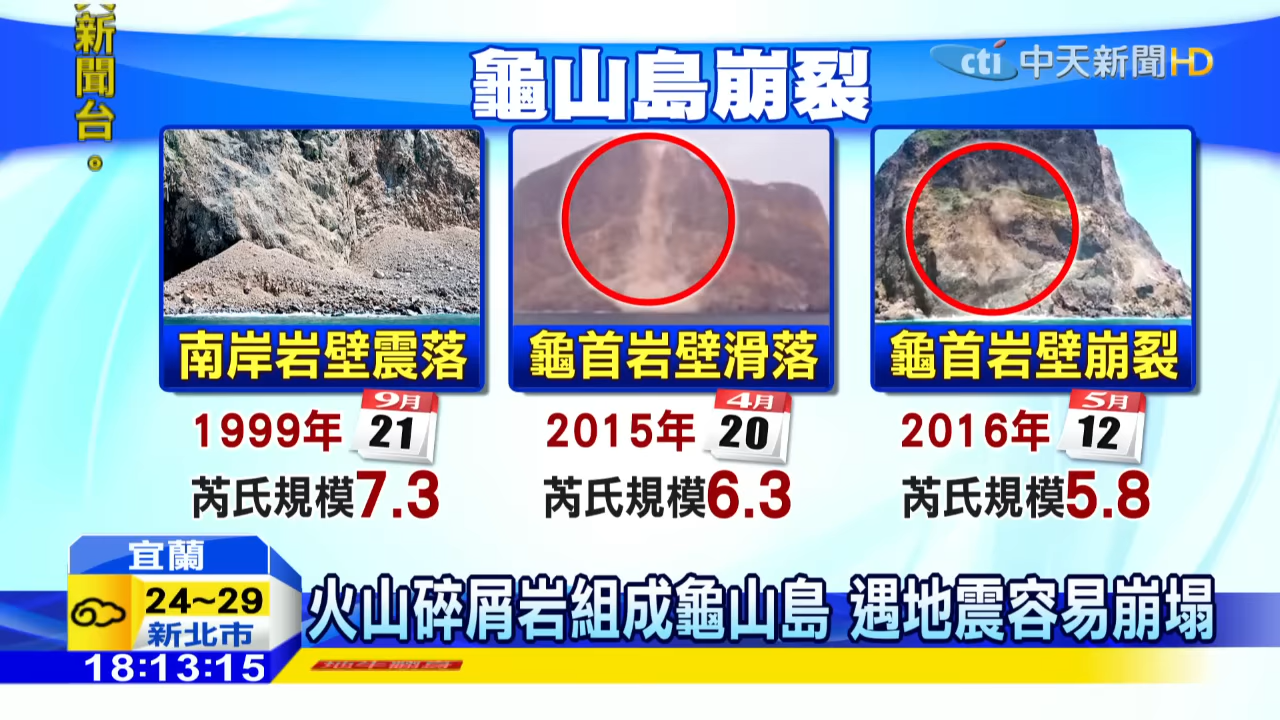 新聞台。
龜山島崩裂
cti 中天新聞HD
南岸岩壁震落
1999年 9月 21
芮氏規模7.3
龜首岩壁滑落
2015年 4月 20
芮氏規模6.3
龜首岩壁崩裂
2016年 5月 12
芮氏規模5.8
宜蘭
24~29
新北市
18:13:15
火山碎屑岩組成龜山島 遇地震容易崩塌